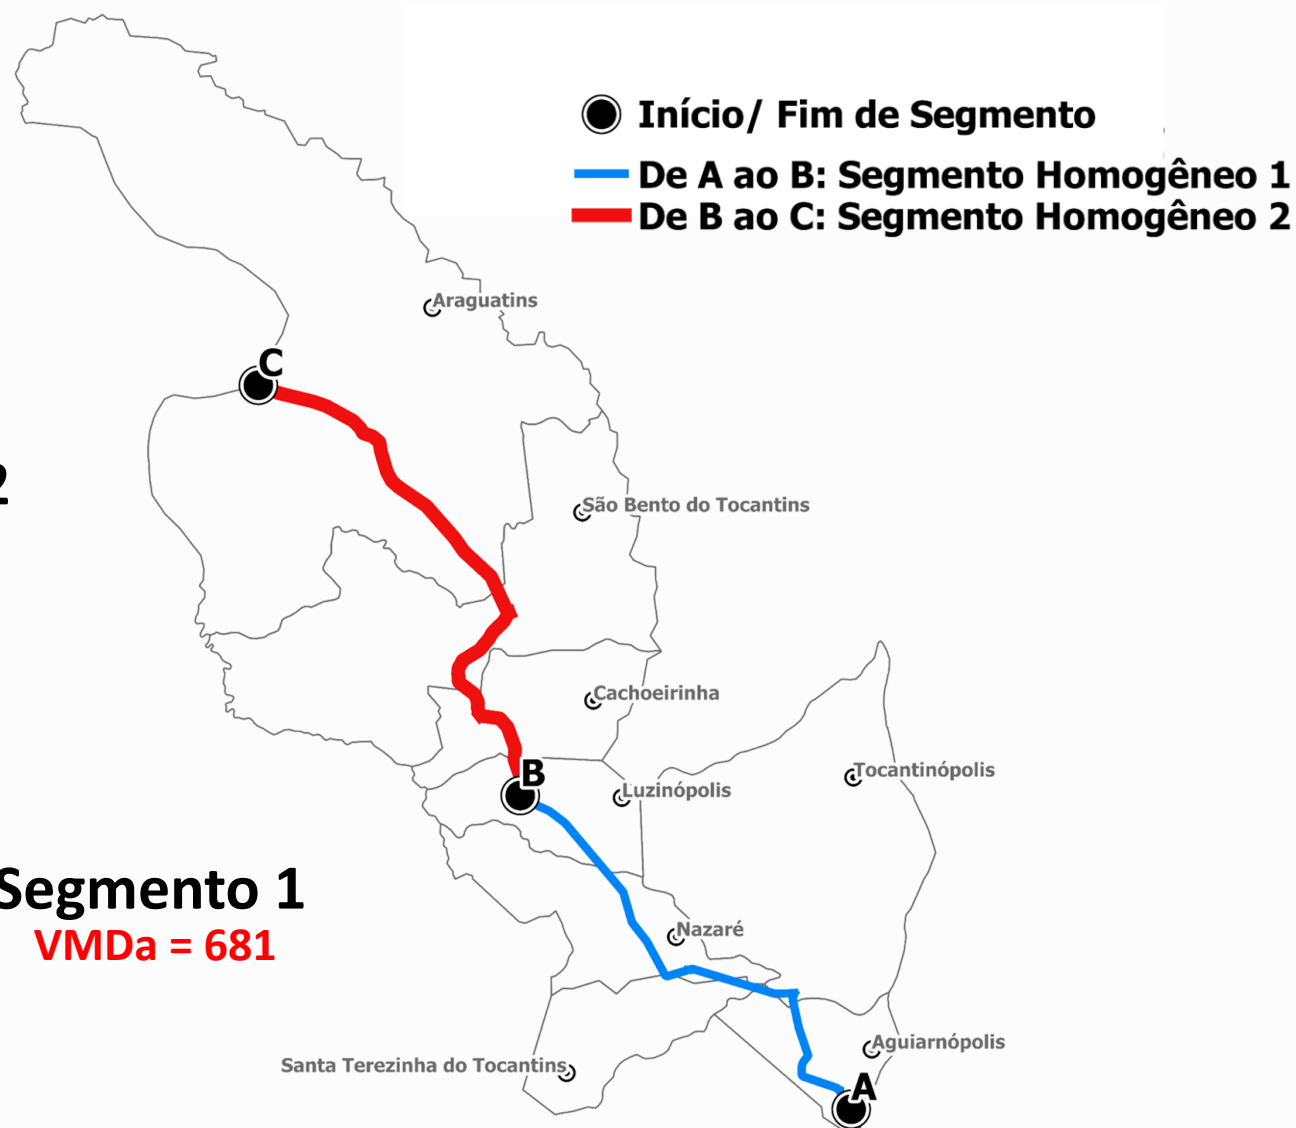 Início/ Fim de Segmento
De A ao B: Segmento Homogêneo 1
De B ao C: Segmento Homogêneo 2
Araguatins
C
2
São Bento do Tocantins
Cachoeirinha
B
Tocantinópolis
Luzinópolis
Segmento 1
VMDa = 681
Nazaré
Aguiarnópolis
Santa Terezinha do Tocantins
A